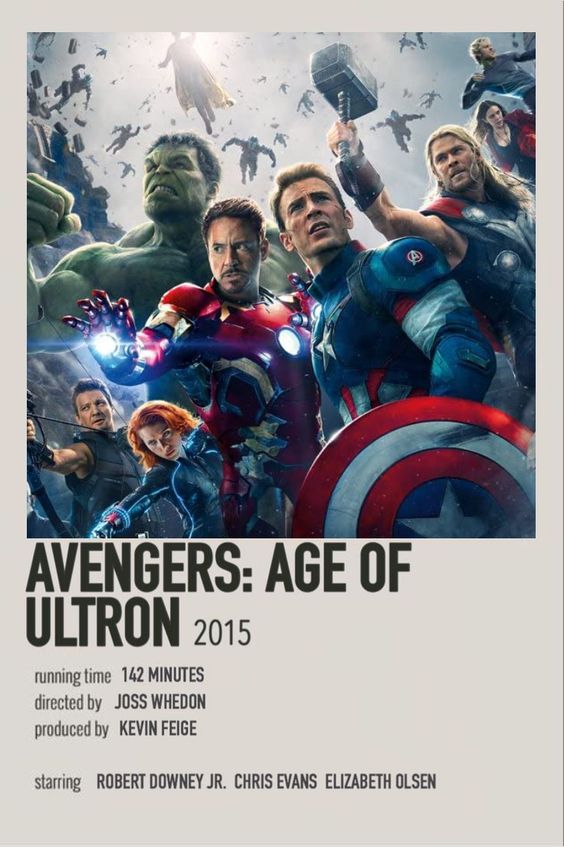 AVENGERS: AGE OF
ULTRON 2015
running time 142 MINUTES
directed by JOSS WHEDON
produced by KEVIN FEIGE
starring ROBERT DOWNEY JR. CHRIS EVANS ELIZABETH OLSEN